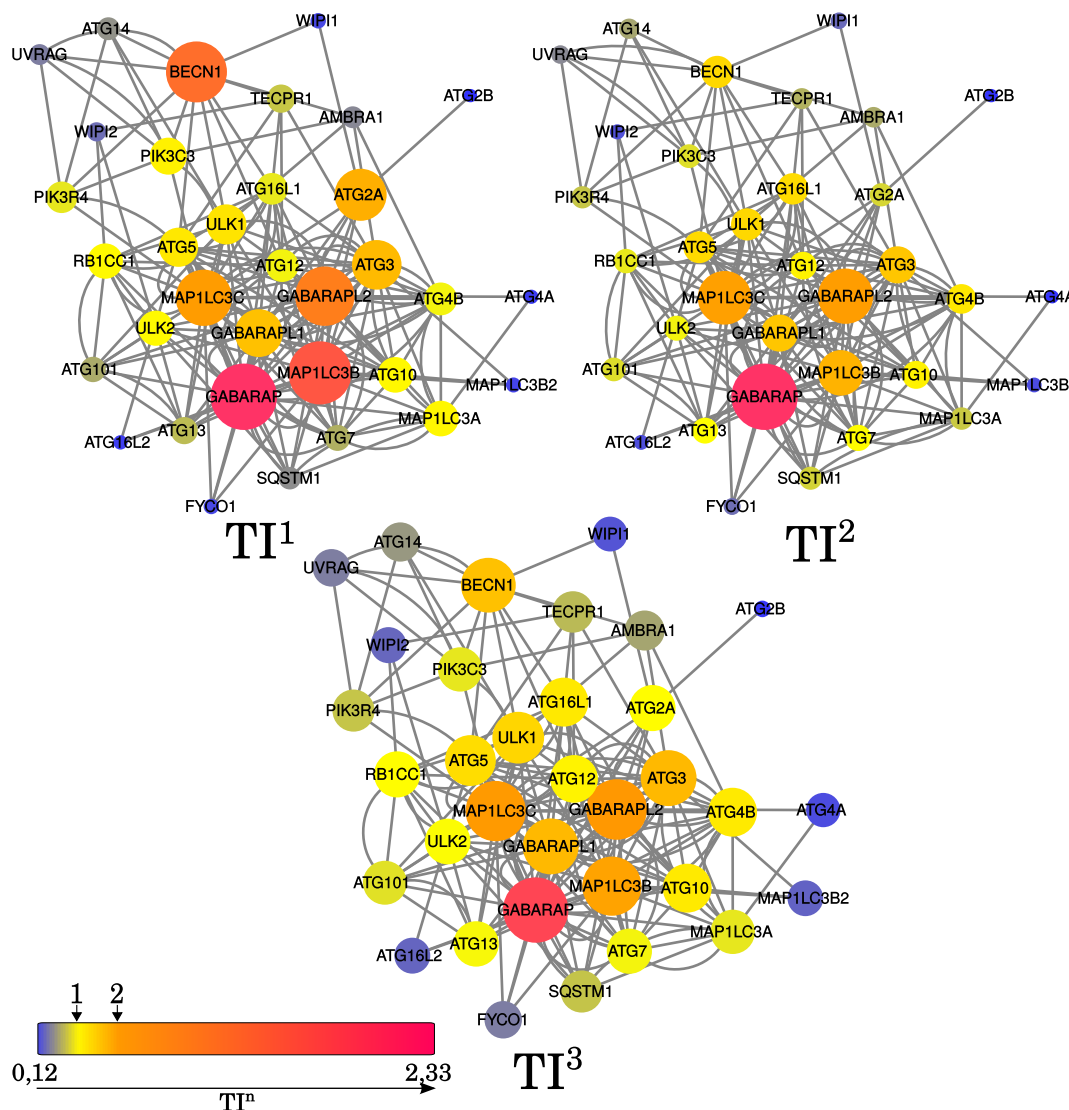 ATG14
WIPI1
UVRAG
BECN1
TECPR1
ATG2B
AMBRA1
WIPI2
PIK3C3
PIK3R4
ATG16L1
ATG2A
ULK1
ATG5
RB1CC1
ATG12
ATG3
MAP1LC3C
GABARAPL2
ATG4B
ATG4A
ULK2
GABARAPL1
ATG101
MAP1LC3B
ATG10
MAP1LC3B2
GABARAP
MAP1LC3A
ATG16L2
ATG13
ATG7
SQSTM1
FYCO1
TI1
ATG14
WIPI1
UVRAG
BECN1
TECPR1
ATG2B
AMBRA1
WIPI2
PIK3C3
PIK3R4
ATG16L1
ATG2A
ULK1
ATG5
RB1CC1
ATG12
ATG3
MAP1LC3C
GABARAPL2
ATG4B
ATG4A
ULK2
GABARAPL1
ATG101
MAP1LC3B
ATG10
MAP1LC3B
GABARAP
MAP1LC3A
ATG16L2
ATG13
ATG7
SQSTM1
FYCO1
TI2
ATG14
WIPI1
UVRAG
BECN1
TECPR1
ATG2B
AMBRA1
WIPI2
PIK3C3
PIK3R4
ATG16L1
ATG2A
ULK1
ATG5
RB1CC1
ATG12
ATG3
MAP1LC3C
GABARAPL2
ATG4B
ATG4A
ULK2
GABARAPL1
ATG101
MAP1LC3B
ATG10
MAP1LC3B2
GABARAP
MAP1LC3A
ATG16L2
ATG13
ATG7
SQSTM1
FYCO1
TI3
1 2
0,12 2,33
TIn